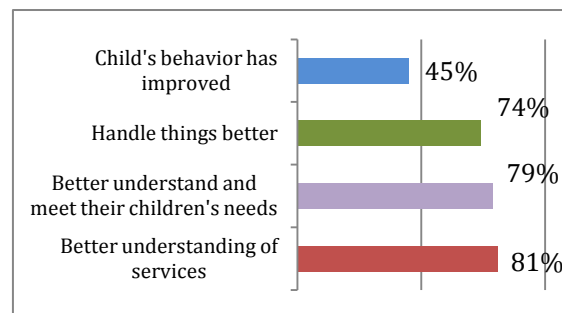 Child's behavior has
improved
45%
74%
Handle things better
79%
Better understand and
meet their children's needs
Better understanding of
services
81%